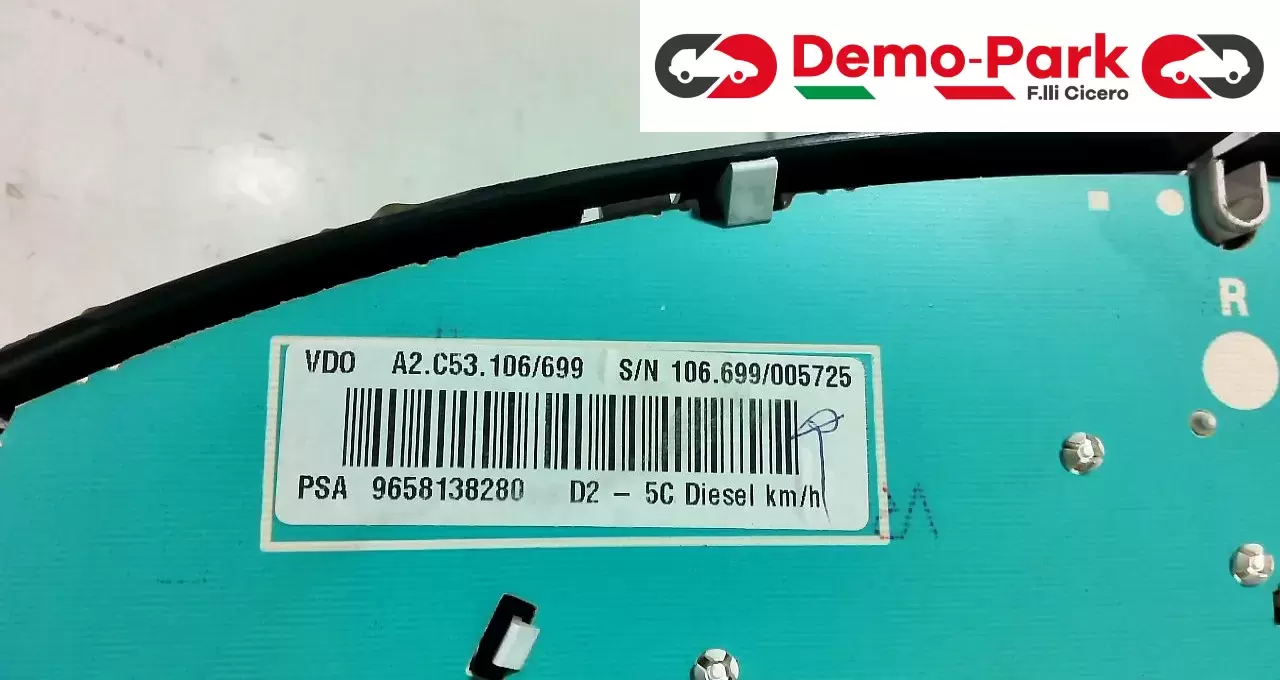 Demo-Park
F.lli Cicero
R
VDO A2.C53.106/699 S/N 106.699/005725
PSA 9658138280 D2 - 5C Diesel km/h